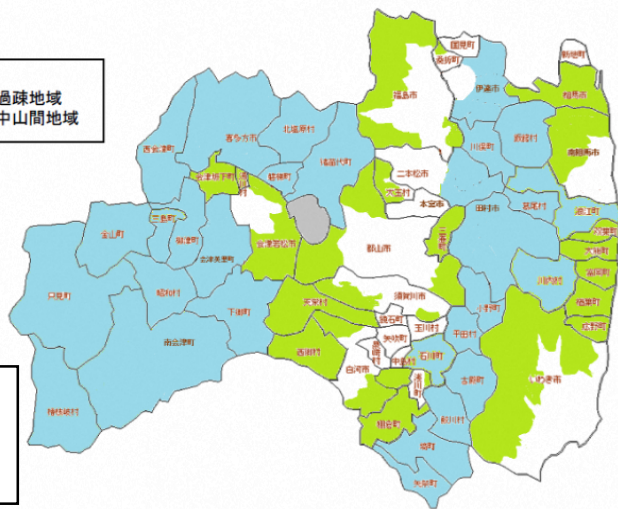 過疎地域
中山間地域
国見町
桑折町
新地町
福島市
伊達市
相馬市
川俣町
飯舘村
南相馬市
西会津町
喜多方市
北塩原村
猪苗代町
磐梯町
会津坂下町
湯川村
二本松市
大玉村
本宮市
田村市
葛尾村
浪江町
双葉町
大熊町
富岡町
楢葉町
広野町
川内村
三春町
郡山市
会津若松市
三島町
金山町
柳津町
会津美里町
昭和村
只見町
下郷町
南会津町
檜枝岐村
天栄村
須賀川市
鏡石町
玉川村
小野町
平田村
西郷村
矢吹町
泉崎村
中島村
石川町
白河市
浅川町
古殿町
いわき市
棚倉町
鮫川村
塙町
矢祭町